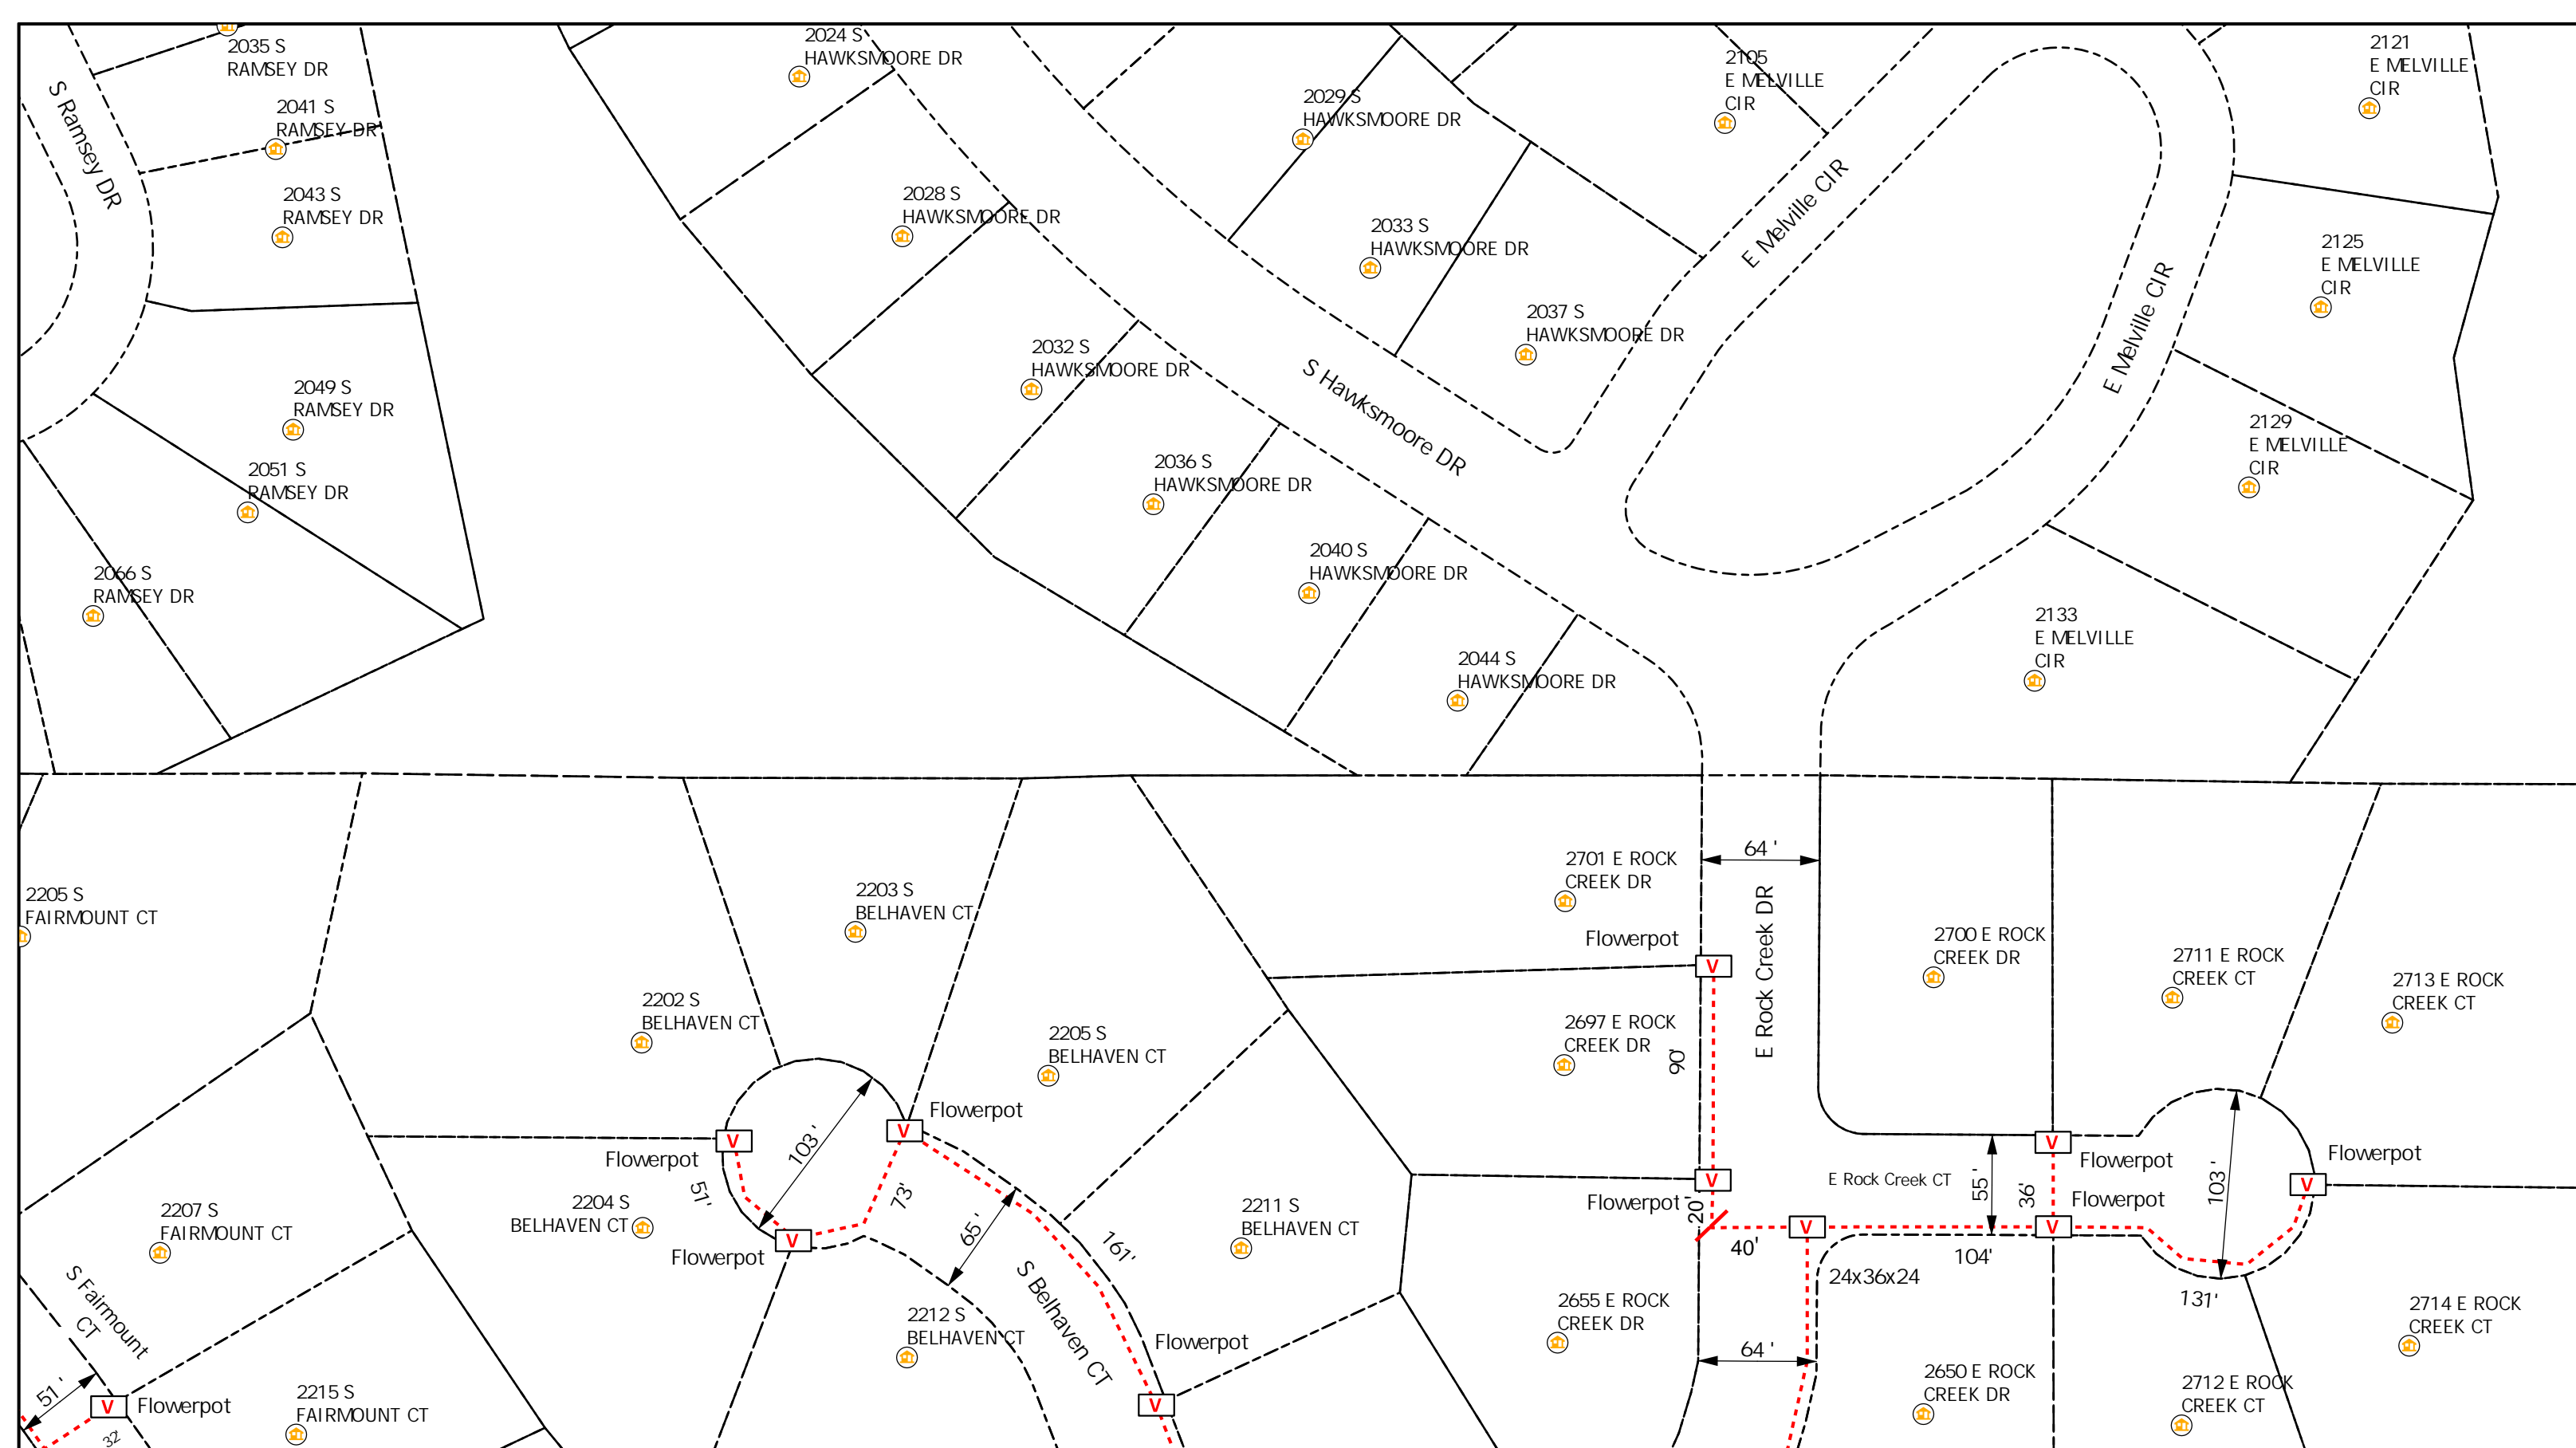 2035 S
RAMSEY DR
2024 S
HAWKSMOORE DR
2105
E MELVILLE
CIR
2121
E MELVILLE
CIR
S Ramsey DR
2041 S
RAMSEY DR
2029 S
HAWKSMOORE DR
2043 S
RAMSEY DR
2028 S
HAWKSMOORE DR
2033 S
HAWKSMOORE DR
E Melville CIR
2125
E MELVILLE
CIR
2037 S
HAWKSMOORE DR
E Melville CIR
2032 S
HAWKSMOORE DR
2049 S
RAMSEY DR
S Hawksmoore DR
2129
E MELVILLE
CIR
2051 S
RAMSEY DR
2036 S
HAWKSMOORE DR
2066 S
RAMSEY DR
2040 S
HAWKSMOORE DR
2133
E MELVILLE
CIR
2044 S
HAWKSMOORE DR
2701 E ROCK
CREEK DR
64 '
2205 S
FAIRMOUNT CT
2203 S
BELHAVEN CT
E Rock Creek DR
Flowerpot
V
2700 E ROCK
CREEK DR
2711 E ROCK
CREEK CT
2713 E ROCK
CREEK CT
2202 S
BELHAVEN CT
2205 S
BELHAVEN CT
2697 E ROCK
CREEK DR
90'
Flowerpot
V
V
Flowerpot
103 '
51'
73'
2204 S
BELHAVEN CT
Flowerpot
V
65 '
161'
2211 S
BELHAVEN CT
Flowerpot
V
20'
40'
V
E Rock Creek CT
55 '
36'
V
Flowerpot
Flowerpot
V
103 '
Flowerpot
V
104'
131'
24x36x24
2207 S
FAIRMOUNT CT
S Fairmount
CT
2212 S
BELHAVEN CT
S Belhaven CT
Flowerpot
V
2655 E ROCK
CREEK DR
64 '
2650 E ROCK
CREEK DR
2712 E ROCK
CREEK CT
2714 E ROCK
CREEK CT
51 '
V
Flowerpot
32'
2215 S
FAIRMOUNT CT